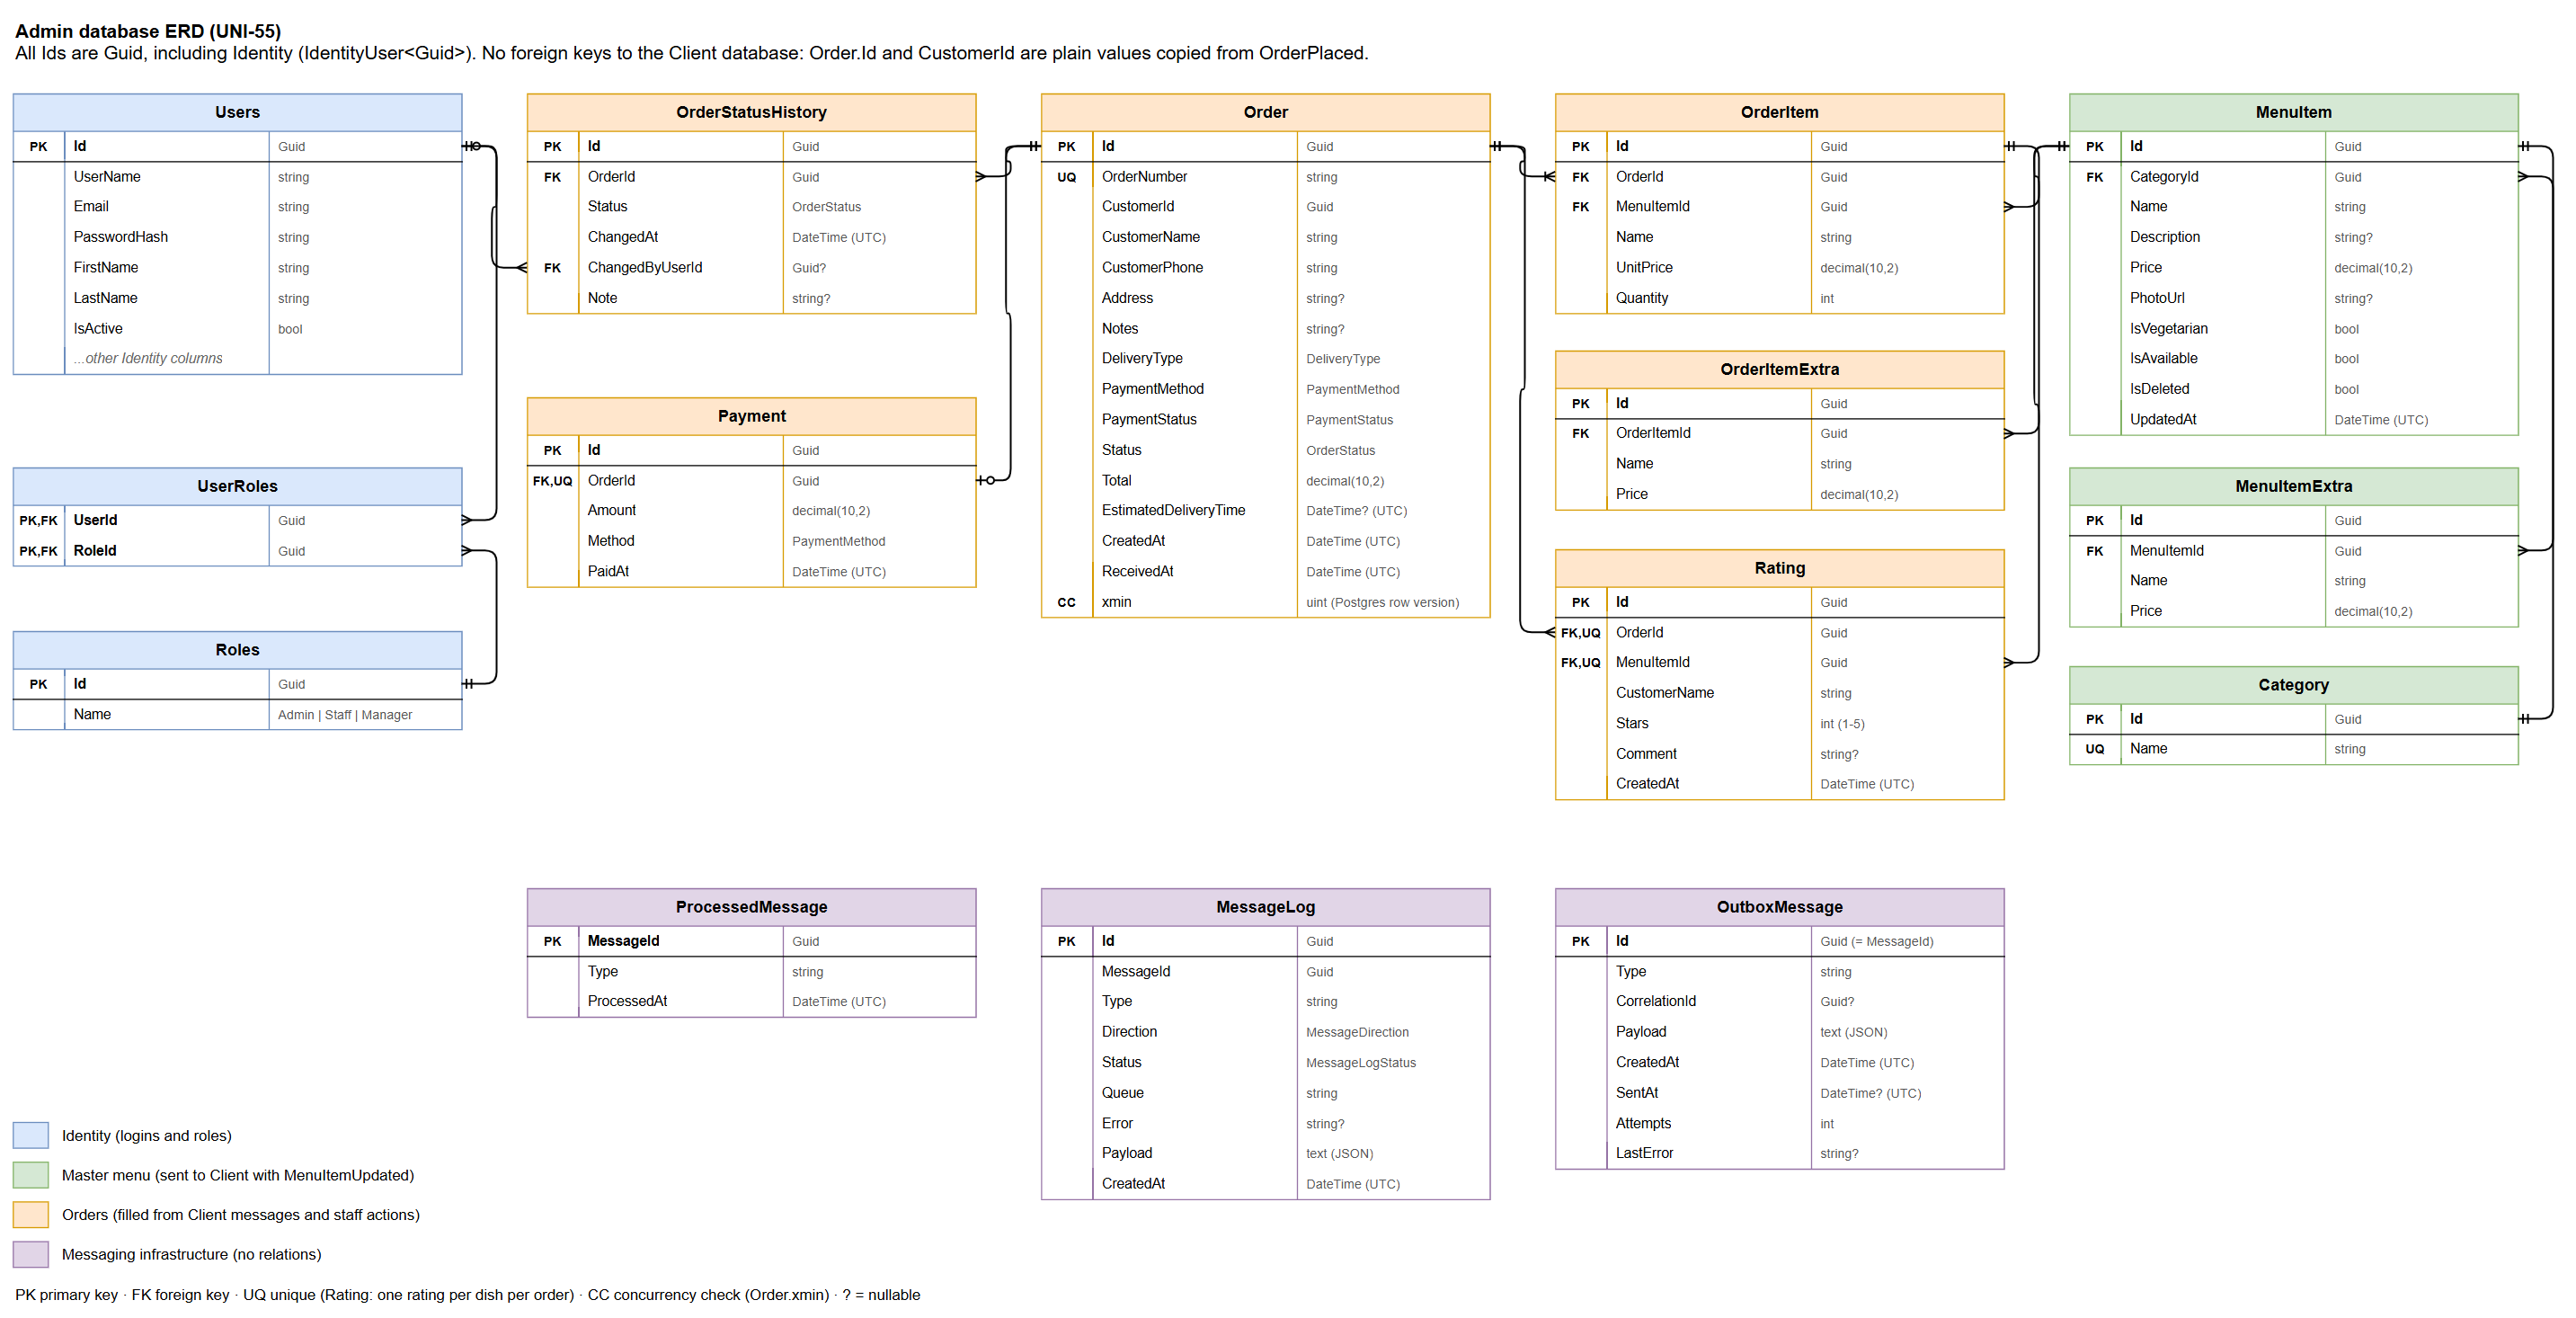 Admin database ERD (UNI-55)
All Ids are Guid, including Identity (IdentityUser<Guid>). No foreign keys to the Client database: Order.Id and CustomerId are plain values copied from OrderPlaced.
Users
PK Id Guid
UserName string
Email string
PasswordHash string
FirstName string
LastName string
IsActive bool
...other Identity columns
UserRoles
PK,FK UserId Guid
PK,FK RoleId Guid
Roles
PK Id Guid
Name Admin | Staff | Manager
OrderStatusHistory
PK Id Guid
FK OrderId Guid
Status OrderStatus
ChangedAt DateTime (UTC)
FK ChangedByUserId Guid?
Note string?
Payment
PK Id Guid
FK,UQ OrderId Guid
Amount decimal(10,2)
Method PaymentMethod
PaidAt DateTime (UTC)
Order
PK Id Guid
UQ OrderNumber string
CustomerId Guid
CustomerName string
CustomerPhone string
Address string?
Notes string?
DeliveryType DeliveryType
PaymentMethod PaymentMethod
PaymentStatus PaymentStatus
Status OrderStatus
Total decimal(10,2)
EstimatedDeliveryTime DateTime? (UTC)
CreatedAt DateTime (UTC)
ReceivedAt DateTime (UTC)
CC xmin uint (Postgres row version)
OrderItem
PK Id Guid
FK OrderId Guid
FK MenuItemId Guid
Name string
UnitPrice decimal(10,2)
Quantity int
OrderItemExtra
PK Id Guid
FK OrderItemId Guid
Name string
Price decimal(10,2)
Rating
PK Id Guid
FK,UQ OrderId Guid
FK,UQ MenuItemId Guid
CustomerName string
Stars int (1-5)
Comment string?
CreatedAt DateTime (UTC)
MenuItem
PK Id Guid
FK CategoryId Guid
Name string
Description string?
Price decimal(10,2)
PhotoUrl string?
IsVegetarian bool
IsAvailable bool
IsDeleted bool
UpdatedAt DateTime (UTC)
MenuItemExtra
PK Id Guid
FK MenuItemId Guid
Name string
Price decimal(10,2)
Category
PK Id Guid
UQ Name string
ProcessedMessage
PK MessageId Guid
Type string
ProcessedAt DateTime (UTC)
MessageLog
PK Id Guid
MessageId Guid
Type string
Direction MessageDirection
Status MessageLogStatus
Queue string
Error string?
Payload text (JSON)
CreatedAt DateTime (UTC)
OutboxMessage
PK Id Guid (= MessageId)
Type string
CorrelationId Guid?
Payload text (JSON)
CreatedAt DateTime (UTC)
SentAt DateTime? (UTC)
Attempts int
LastError string?
Identity (logins and roles)
Master menu (sent to Client with MenuItemUpdated)
Orders (filled from Client messages and staff actions)
Messaging infrastructure (no relations)
PK primary key · FK foreign key · UQ unique (Rating: one rating per dish per order) · CC concurrency check (Order.xmin) · ? = nullable